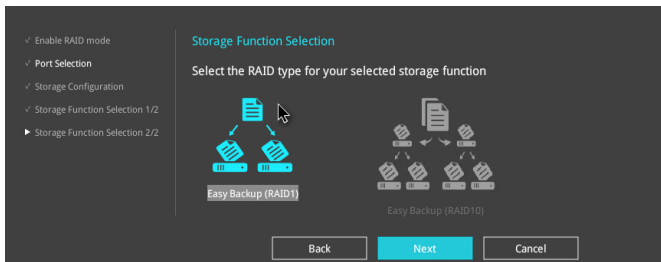 Enable RAID mode
Port Selection
Storage Configuration
Storage Function Selection 1/2
Storage Function Selection 2/2
Storage Function Selection
Select the RAID type for your selected storage function
Easy Backup (RAID1)
Easy Backup (RAID10)
Back
Next
Cancel